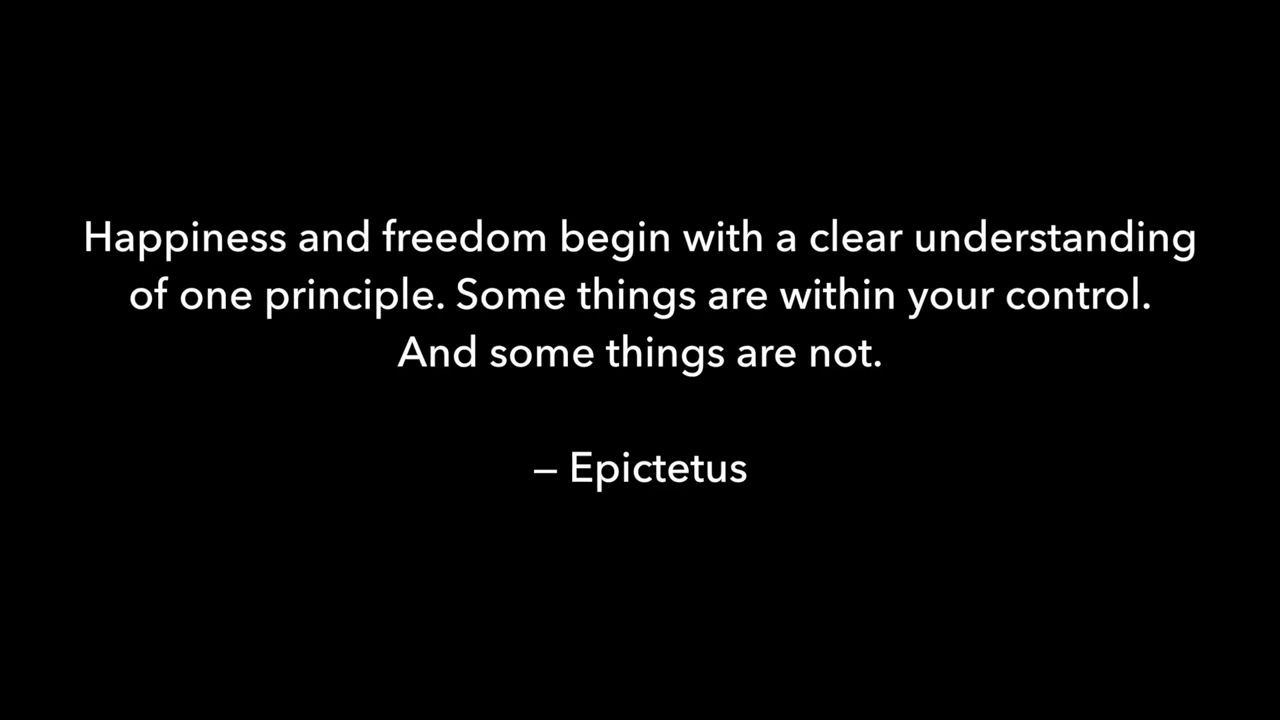 Happiness and freedom begin with a clear understanding
of one principle. Some things are within your control.
And some things are not.
– Epictetus